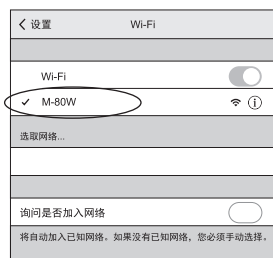 设置 Wi-Fi
Wi-Fi
M-80W
选取网络...
询问是否加入网络
将自动加入已知网络。如果没有已知网络，您必须手动选择。